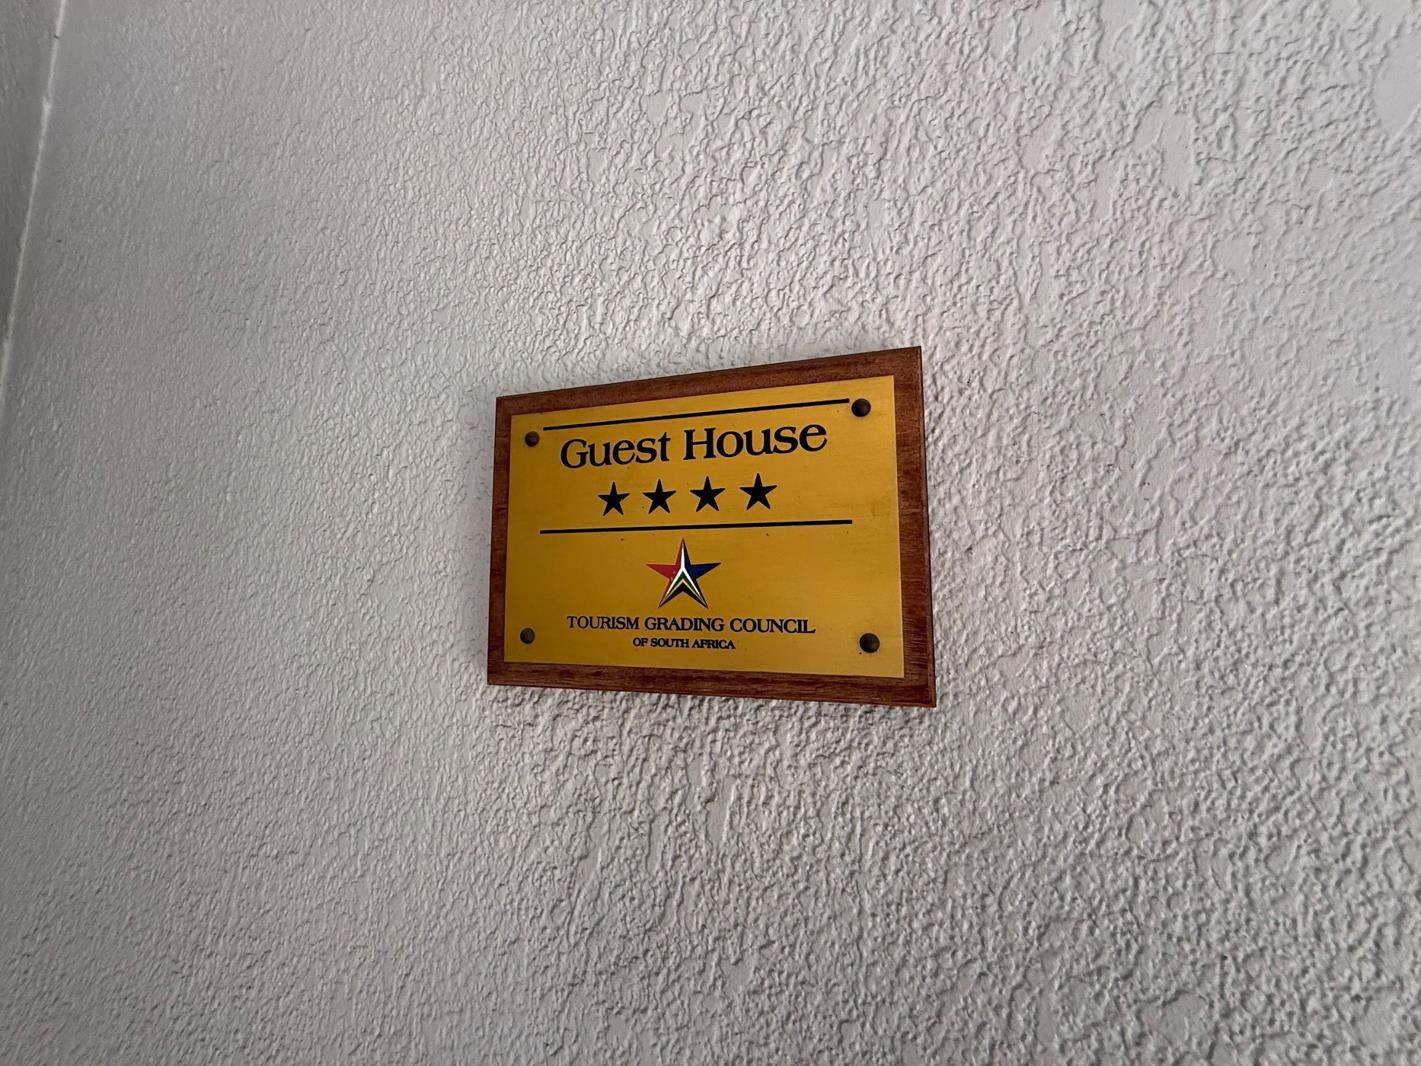 Guest House
★ ★ ★ ★
TOURISM GRADING COUNCIL
OF SOUTH AFRICA